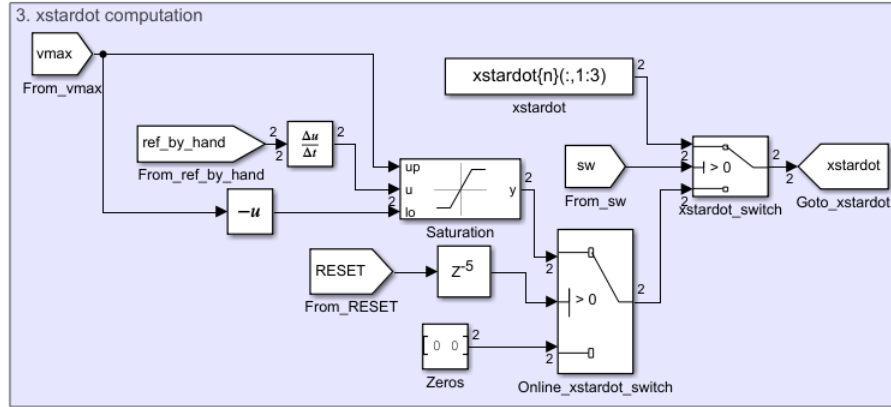 3. xstardot computation
vmax
From_vmax
2
xstardot{n}(:,1:3)
xstardot
ref_by_hand
From_ref_by_hand
2
2
Δu
Δt
2
up
u
2
lo
y
2
Saturation
-u
sw
From_sw
2
2
> 0
2
2
2
xstardot_switch
xstardot
Goto_xstardot
RESET
From_RESET
Z-5
2
> 0
2
2
Online_xstardot_switch
0 0
2
Zeros